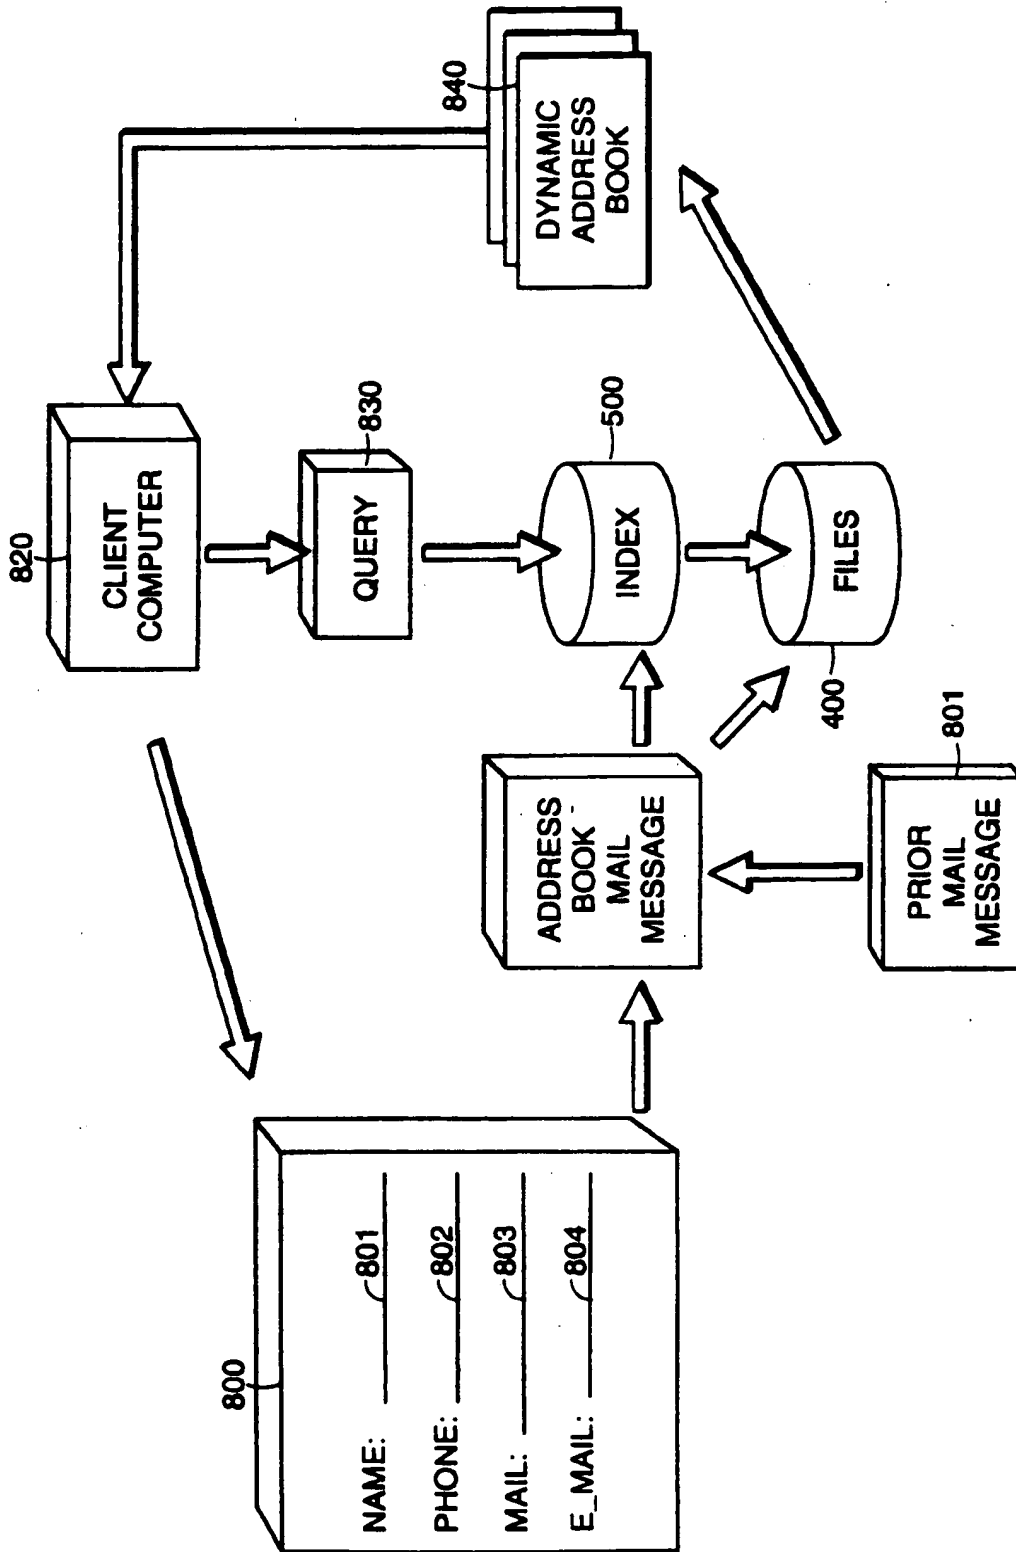 820
CLIENT
COMPUTER
830
QUERY
500
INDEX
400
FILES
840
DYNAMIC
ADDRESS
BOOK
800
NAME: 801
PHONE: 802
MAIL: 803
E_MAIL: 804
ADDRESS
BOOK
MAIL
MESSAGE
801
PRIOR
MAIL
MESSAGE